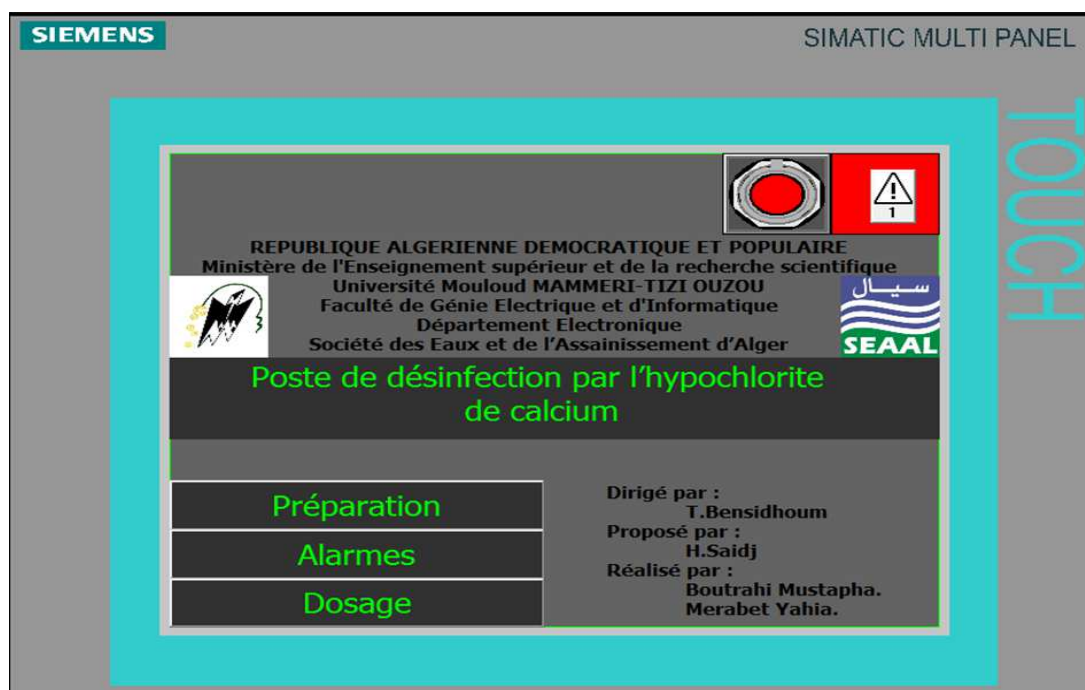 SIEMENS
SIMATIC MULTI PANEL
TOUCH
1
REPUBLIQUE ALGERIENNE DEMOCRATIQUE ET POPULAIRE
Ministère de l'Enseignement supérieur et de la recherche scientifique
Université Mouloud MAMMERI-TIZI OUZOU
Faculté de Génie Electrique et d'Informatique
Département Electronique
Société des Eaux et de l’Assainissement d’Alger
سيال
SEAAL
Poste de désinfection par l’hypochlorite
de calcium
Préparation
Alarmes
Dosage
Dirigé par :
T.Bensidhoum
Proposé par :
H.Saidj
Réalisé par :
Boutrahi Mustapha.
Merabet Yahia.